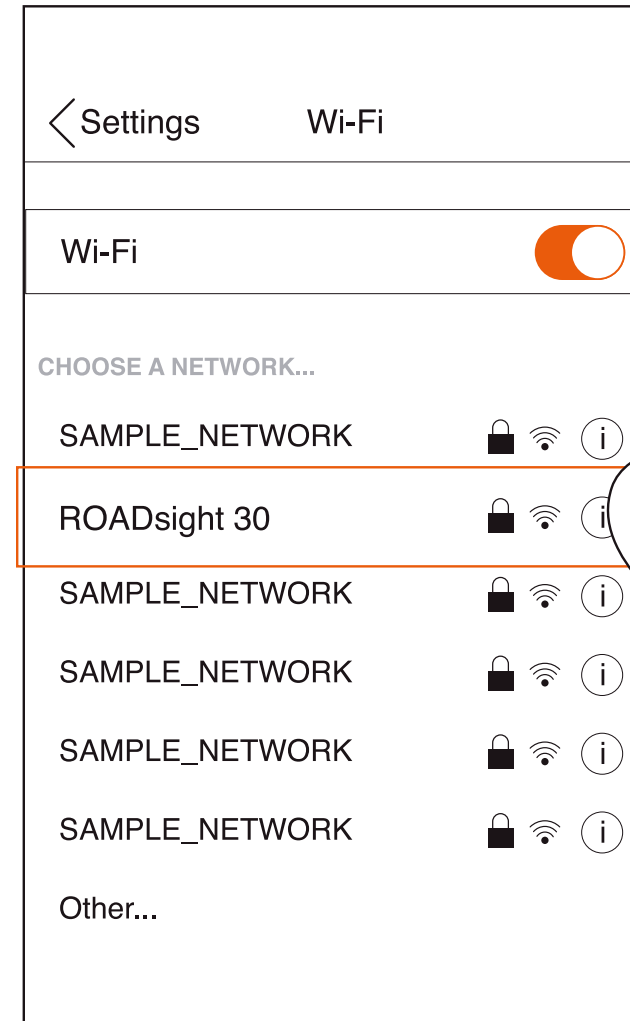 Settings Wi-Fi
Wi-Fi
CHOOSE A NETWORK...
SAMPLE_NETWORK i
ROADsight 30 i
SAMPLE_NETWORK i
SAMPLE_NETWORK i
SAMPLE_NETWORK i
SAMPLE_NETWORK i
Other...